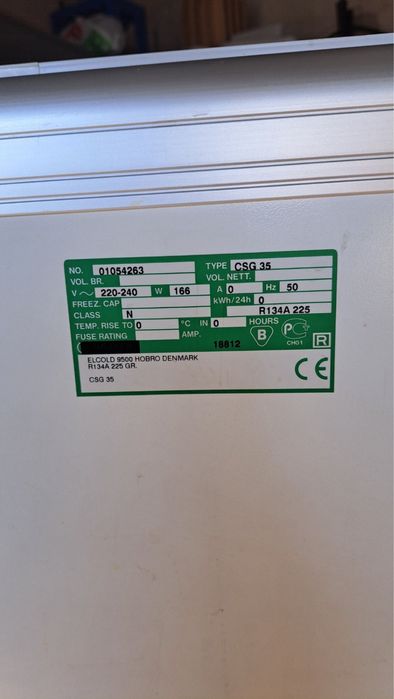 NO. 01054263 TYPE CSG 35
VOL. BR. VOL. NETT.
V~ 220-240 W 166 A 0 Hz 50
FREEZ. CAP kWh/24h 0
CLASS N R134A 225
TEMP. RISE TO 0 °C IN 0 HOURS
FUSE RATING AMP. 18812
B PC CHG1 R
ELCOLD 9500 HOBRO DENMARK
R134A 225 GR.
CSG 35
CE